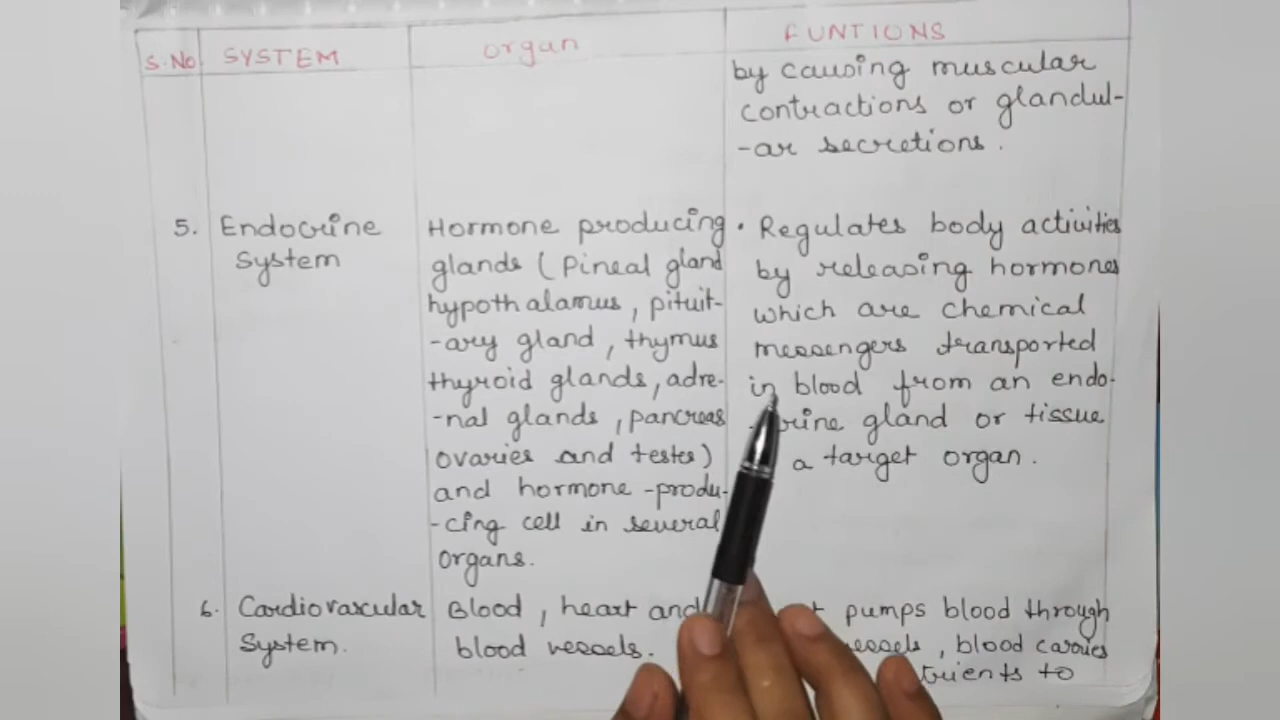 S.No SYSTEM organ FUNTIONS
by causing muscular
contractions or glandul-
-ar secretions.
5. Endocrine
System
Hormone producing
glands (Pineal gland
hypothalamus, pituit-
-ary gland, thymus
thyroid glands, adre-
-nal glands, pancreas
ovaries and testes)
and hormone-produ-
-cing cell in several
organs.
• Regulates body activities
by releasing hormones
which are chemical
messengers transported
in blood from an endo-
gland or tissue
a target organ.
6. Cardiovascular
System.
Blood, heart and
blood vessels.
pumps blood through
, blood carries
to